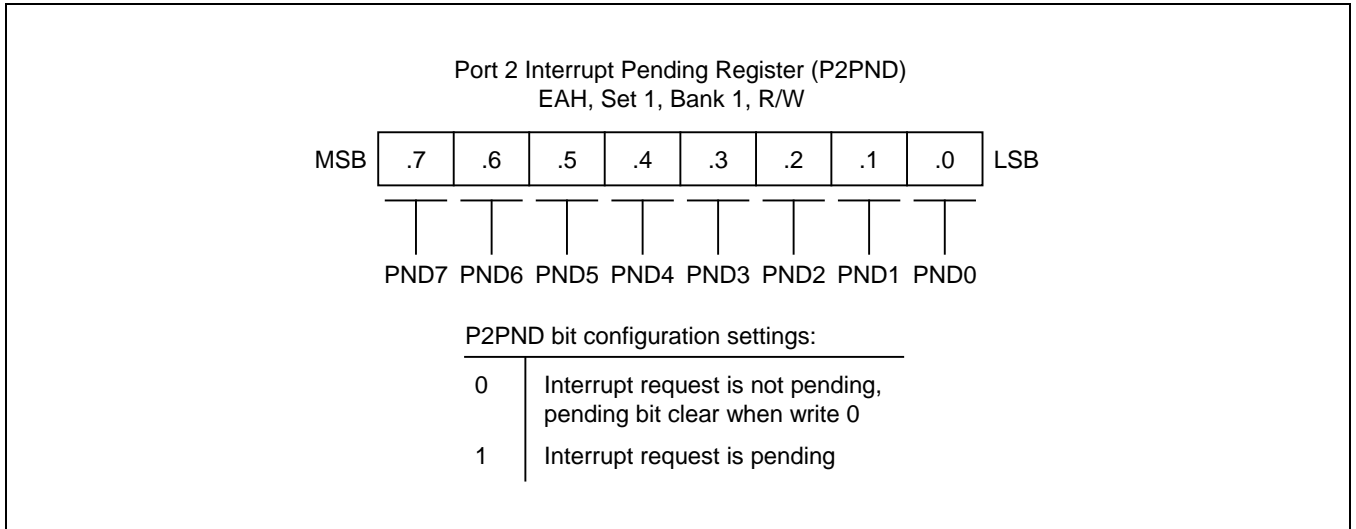 Port 2 Interrupt Pending Register (P2PND)
EAH, Set 1, Bank 1, R/W
MSB .7 .6 .5 .4 .3 .2 .1 .0 LSB
PND7 PND6 PND5 PND4 PND3 PND2 PND1 PND0
P2PND bit configuration settings:
0 Interrupt request is not pending,
pending bit clear when write 0
1 Interrupt request is pending